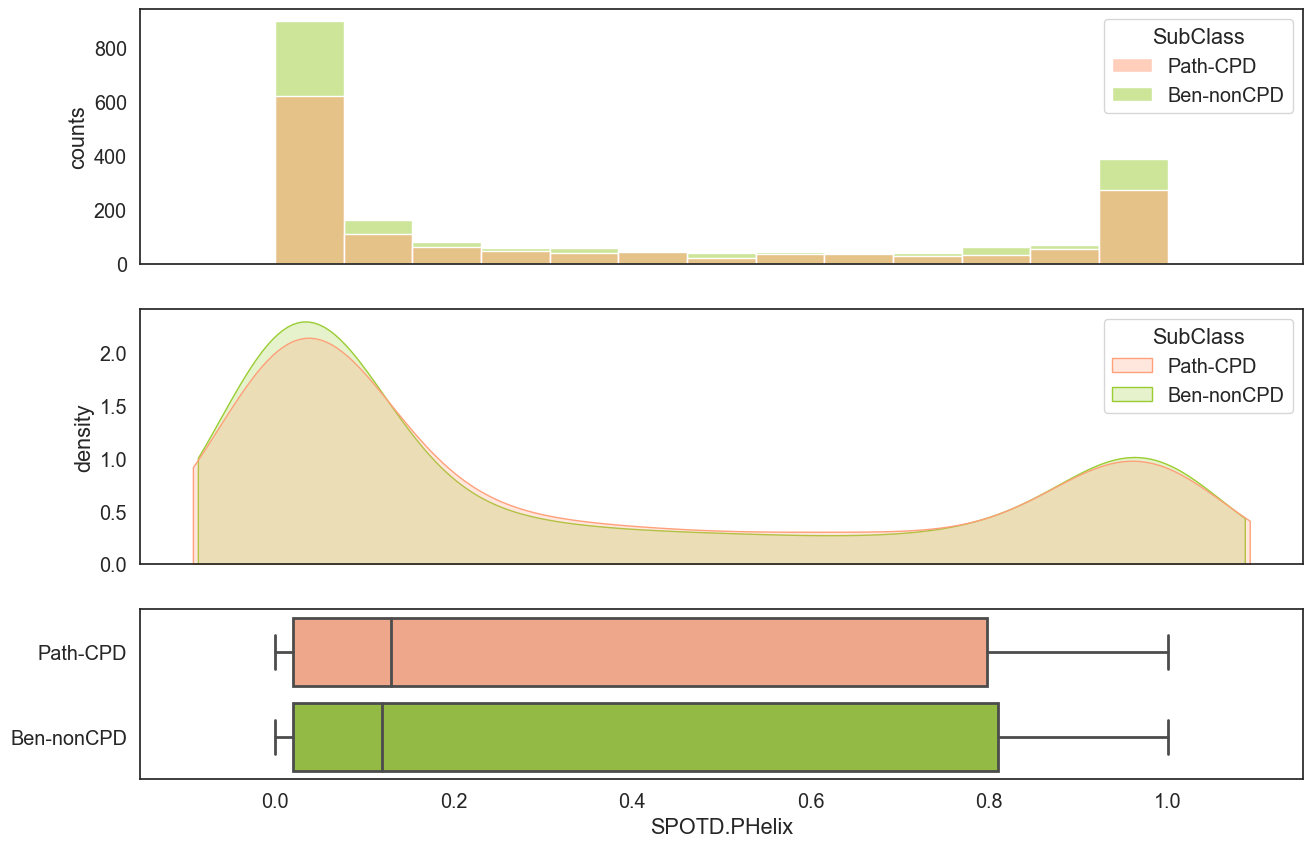 counts
800
600
400
200
0
SubClass
Path-CPD
Ben-nonCPD
density
2.0
1.5
1.0
0.5
0.0
SubClass
Path-CPD
Ben-nonCPD
Path-CPD
Ben-nonCPD
0.0 0.2 0.4 0.6 0.8 1.0
SPOTD.PHelix